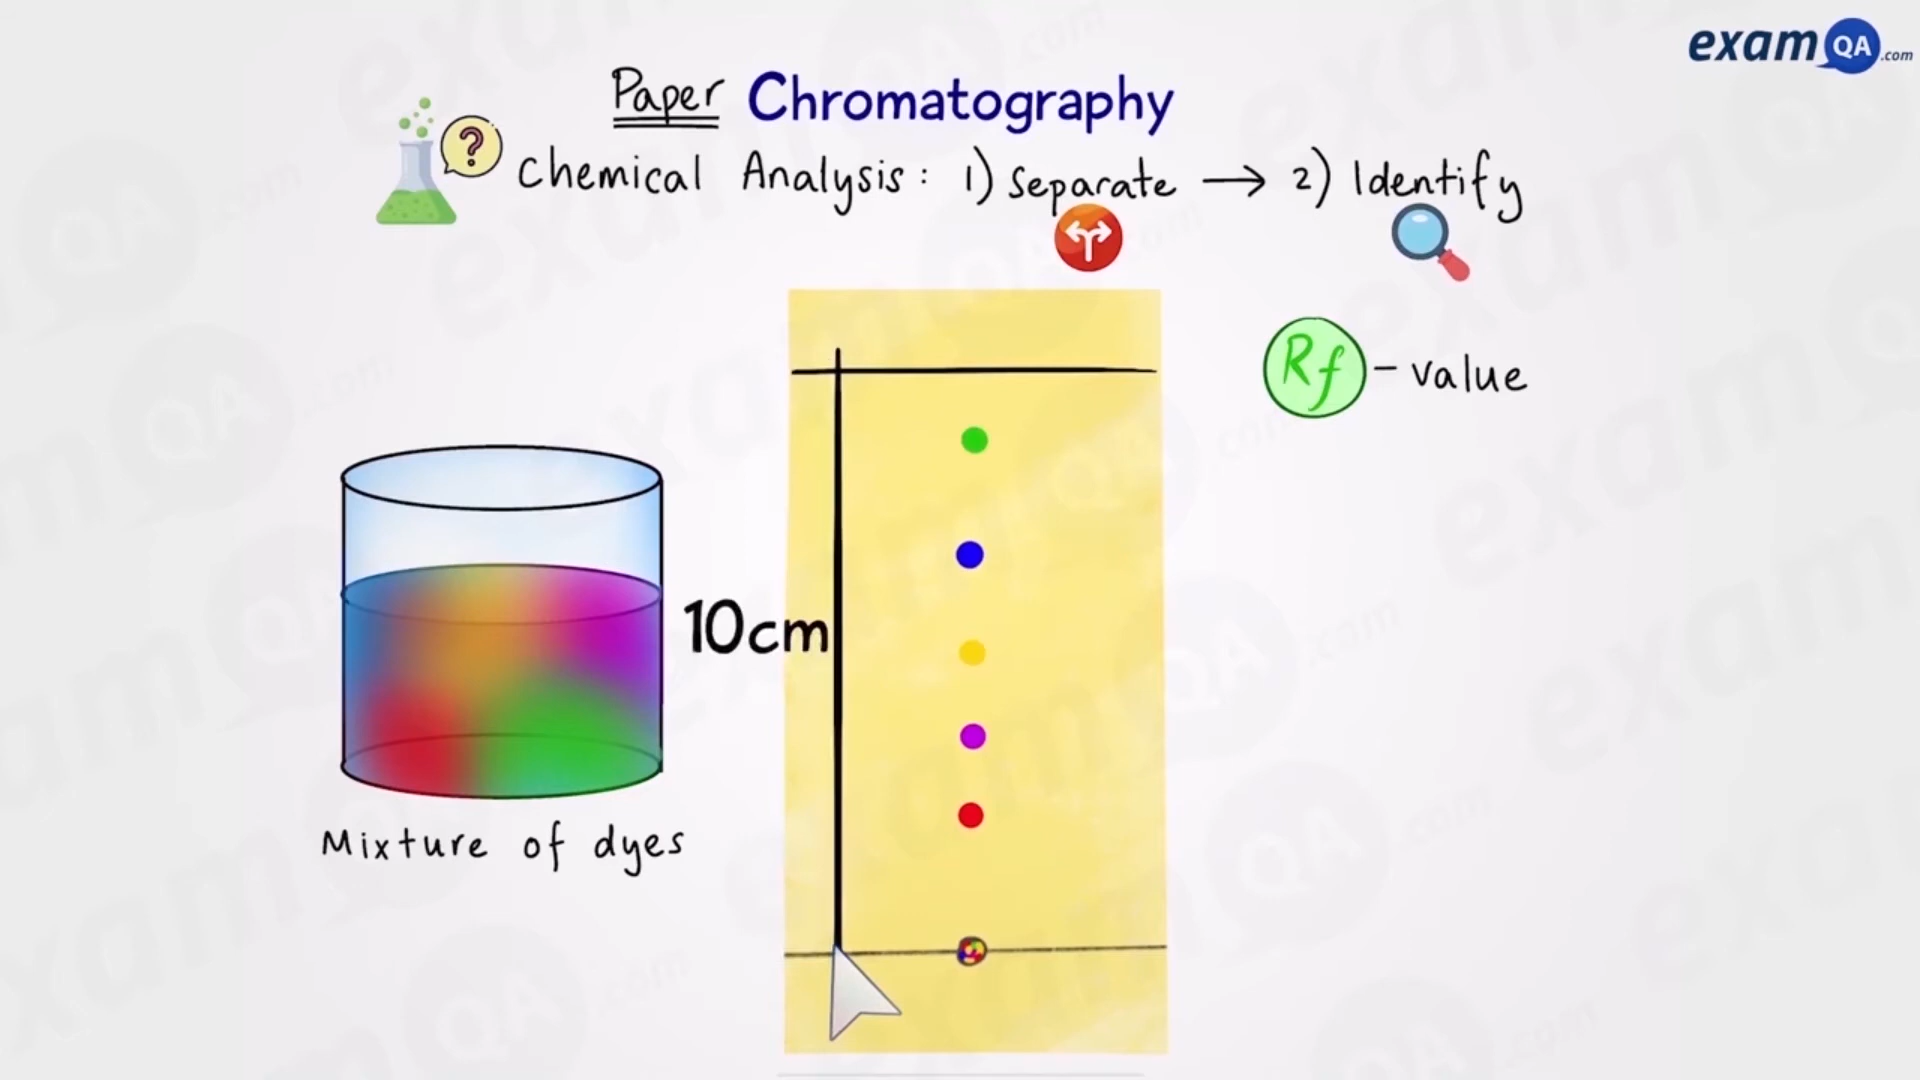 examQA.com
Paper Chromatography
?
Chemical Analysis: 1) Separate → 2) Identify
Rf - value
10cm
Mixture of dyes